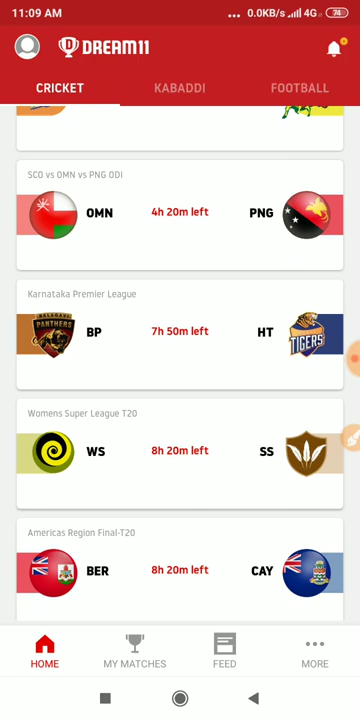 11:09 AM
... 0.0KB/s 4G 74
DREAM11
CRICKET KABADDI FOOTBALL
SCO vs OMN vs PNG ODI
OMN 4h 20m left PNG
Karnataka Premier League
BP 7h 50m left HT
PANTHERS
TIGERS
Womens Super League T20
WS 8h 20m left SS
Americas Region Final-T20
BER 8h 20m left CAY
HOME MY MATCHES FEED MORE